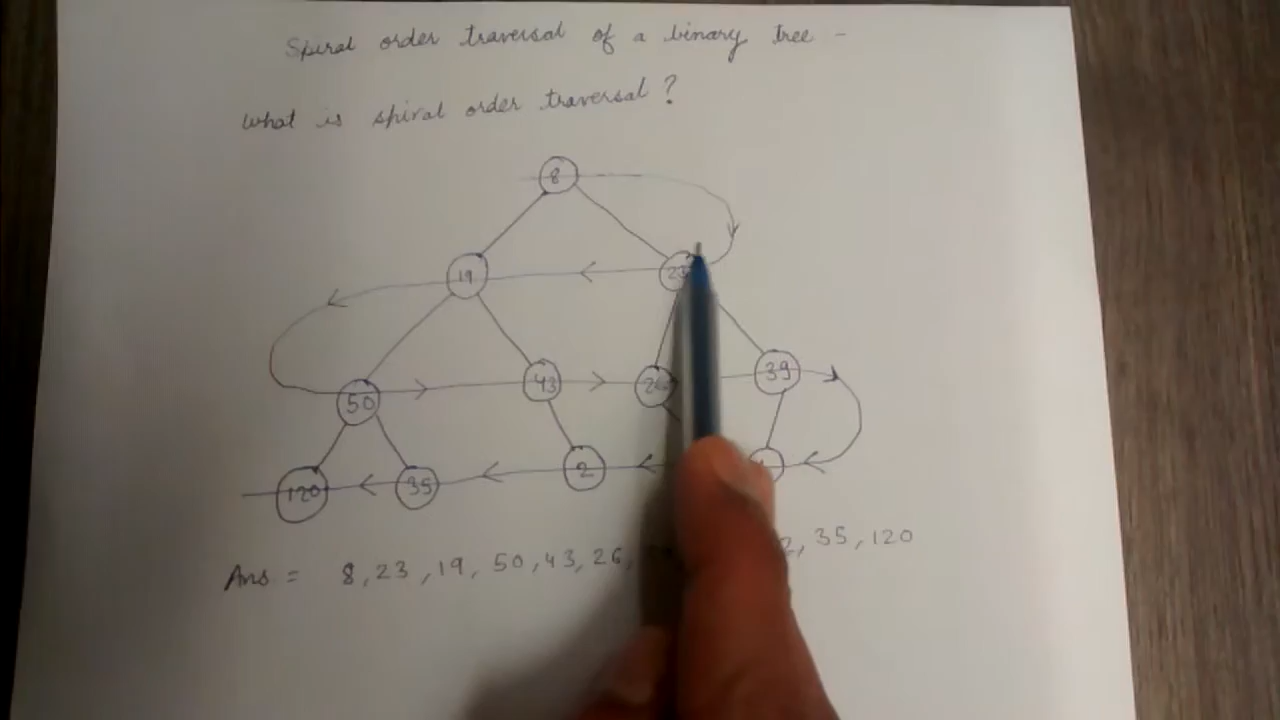 Spiral order traversal of a binary tree -
What is spiral order traversal ?
8
19 23
50 43 26 39
120 35 2
Ans = 8, 23, 19, 50, 43, 26, 2, 35, 120